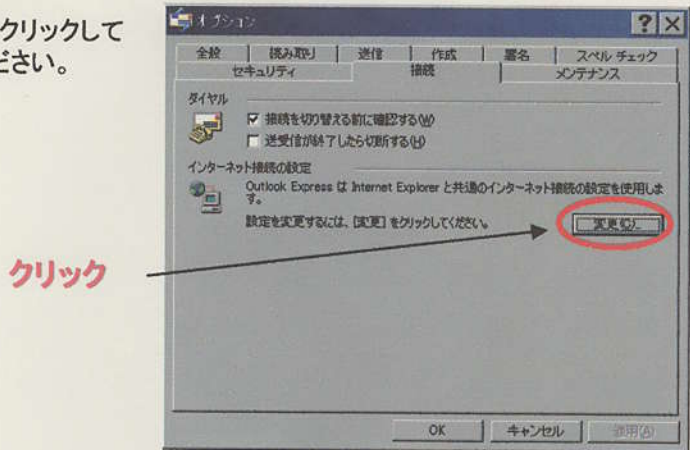 クリックして
ださい。
オプション
全般 読み取り 送信 作成 署名 スペル チェック
セキュリティ 接続 メンテナンス
ダイヤル
接続を切り替える前に確認する(W)
送受信が終了したら切断する(H)
インターネット接続の設定
Outlook Express は Internet Explorer と共通のインターネット接続の設定を使用しま
す。
設定を変更するには、[変更] をクリックしてください。
変更(C)...
クリック
OK キャンセル 適用(A)